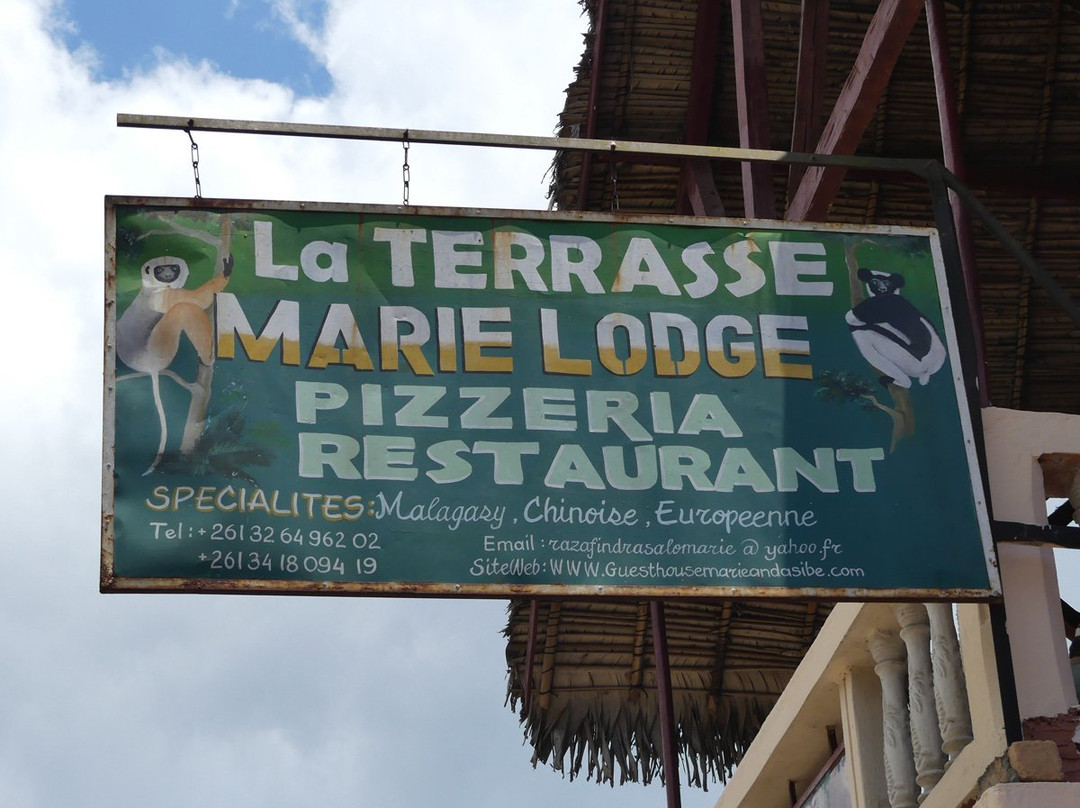 La TERRASSE
MARIE LODGE
PIZZERIA
RESTAURANT
SPECIALITES: Malagasy, Chinoise, Europeenne
Tel: +261 32 64 962 02
+261 34 18 094 19
Email: razafindrasalomarie@yahoo.fr
SiteWeb: WWW.Guesthousemarieandasibe.com